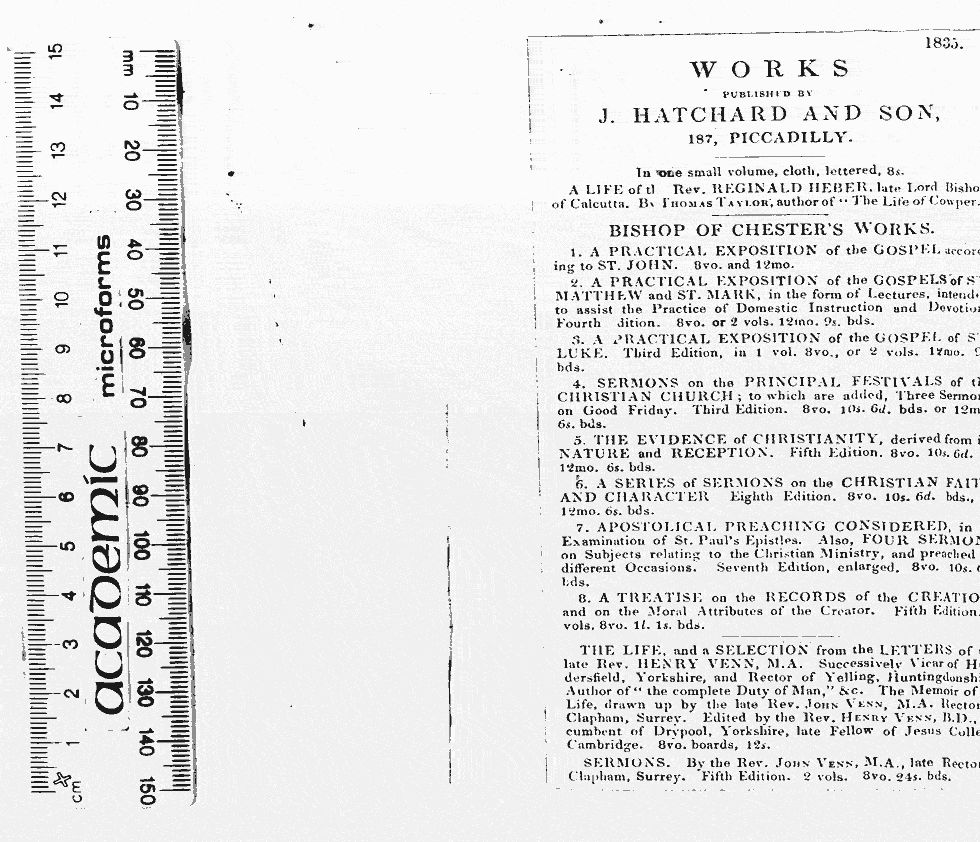 15
14
13
12
11
10
9
8
7
6
5
4
3
2
1
cm
academic microforms
mm
10
20
30
40
50
60
70
80
90
100
110
120
130
140
150
1835.
WORKS
PUBLISHED BY
J. HATCHARD AND SON,
187, PICCADILLY.
In one small volume, cloth, lettered, 8s.
A LIFE of Rev. REGINALD HEBER, late Lord Bisho
of Calcutta. By THOMAS TAYLOR, author of “ The Life of Cowper.
BISHOP OF CHESTER'S WORKS.
1. A PRACTICAL EXPOSITION of the GOSPEL accor
ing to ST. JOHN. 8vo. and 12mo.
2. A PRACTICAL EXPOSITION of the GOSPELS of S
MATTHEW and ST. MARK, in the form of Lectures, intend
to assist the Practice of Domestic Instruction and Devotio
Fourth dition. 8vo. or 2 vols. 12mo. 9s. bds.
3. A PRACTICAL EXPOSITION of the GOSPEL of S
LUKE. Third Edition, in 1 vol. 8vo., or 2 vols. 12mo.
bds.
4. SERMONS on the PRINCIPAL FESTIVALS of t
CHRISTIAN CHURCH ; to which are added, Three Sermo
on Good Friday. Third Edition. 8vo. 10s. 6d. bds. or 12m
6s. bds.
5. THE EVIDENCE of CHRISTIANITY, derived from i
NATURE and RECEPTION. Fifth Edition. 8vo. 10s. 6d.
12mo. 6s. bds.
6. A SERIES of SERMONS on the CHRISTIAN FAIT
AND CHARACTER Eighth Edition. 8vo. 10s. 6d. bds.,
12mo. 6s. bds.
7. APOSTOLICAL PREACHING CONSIDERED, in
Examination of St. Paul's Epistles. Also, FOUR SERMON
on Subjects relating to the Christian Ministry, and preached
different Occasions. Seventh Edition, enlarged. 8vo. 10s.
bds.
8. A TREATISE on the RECORDS of the CREATIO
and on the Moral Attributes of the Creator. Fifth Edition.
vols. 8vo. 1l. 1s. bds.
THE LIFE, and a SELECTION from the LETTERS of
late Rev. HENRY VENN, M.A. Successively Vicar of H
dersfield, Yorkshire, and Rector of Yelling, Huntingdonshi
Author of “ the complete Duty of Man,” &c. The Memoir of
Life, drawn up by the late Rev. JOHN VENN, M.A. Recto
Clapham, Surrey. Edited by the Rev. HENRY VENN, B.D.,
cumbent of Drypool, Yorkshire, late Fellow of Jesus Colle
Cambridge. 8vo. boards, 12s.
SERMONS. By the Rev. JOHN VENN, M.A., late Recto
Clapham, Surrey. Fifth Edition. 2 vols. 8vo. 24s. bds.